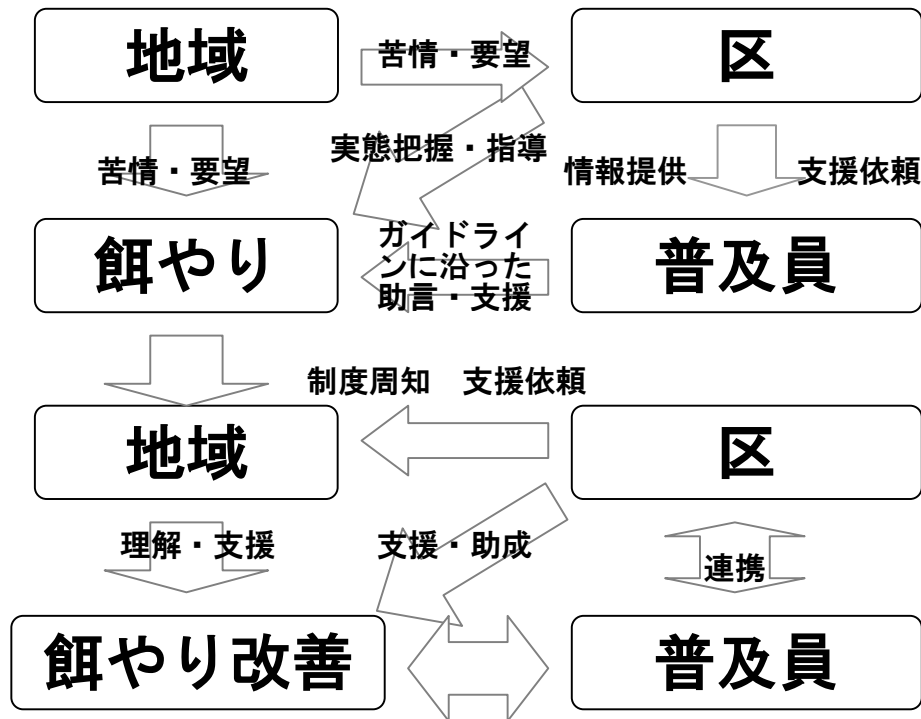 地域
苦情・要望
区
苦情・要望
実態把握・指導
情報提供
支援依頼
餌やり
ガイドライ
ンに沿った
助言・支援
普及員
制度周知　支援依頼
地域
区
理解・支援
支援・助成
連携
餌やり改善
普及員